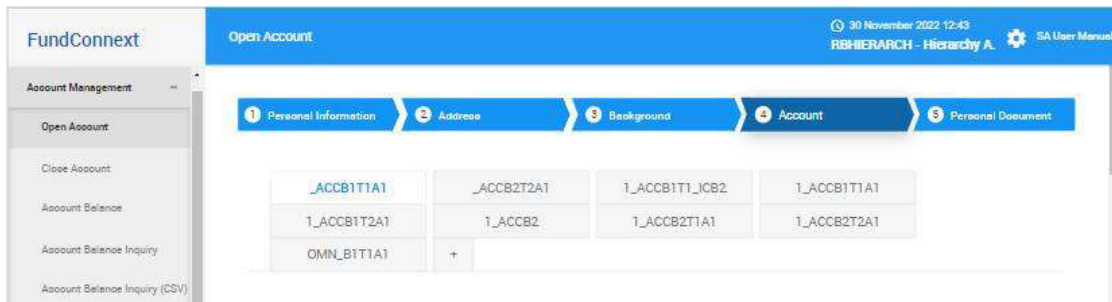 FundConnext
Open Account
30 November 2022 12:43
RBHIERARCH - Hierarchy A.
SA User Manual
Account Management −
Open Account
Close Account
Account Balance
Account Balance Inquiry
Account Balance Inquiry (CSV)
1 Personal Information 2 Address 3 Background 4 Account 5 Personal Document
_ACCB1T1A1 _ACCB2T2A1 1_ACCB1T1_ICB2 1_ACCB1T1A1
1_ACCB1T2A1 1_ACCB2 1_ACCB2T1A1 1_ACCB2T2A1
OMN_B1T1A1 +